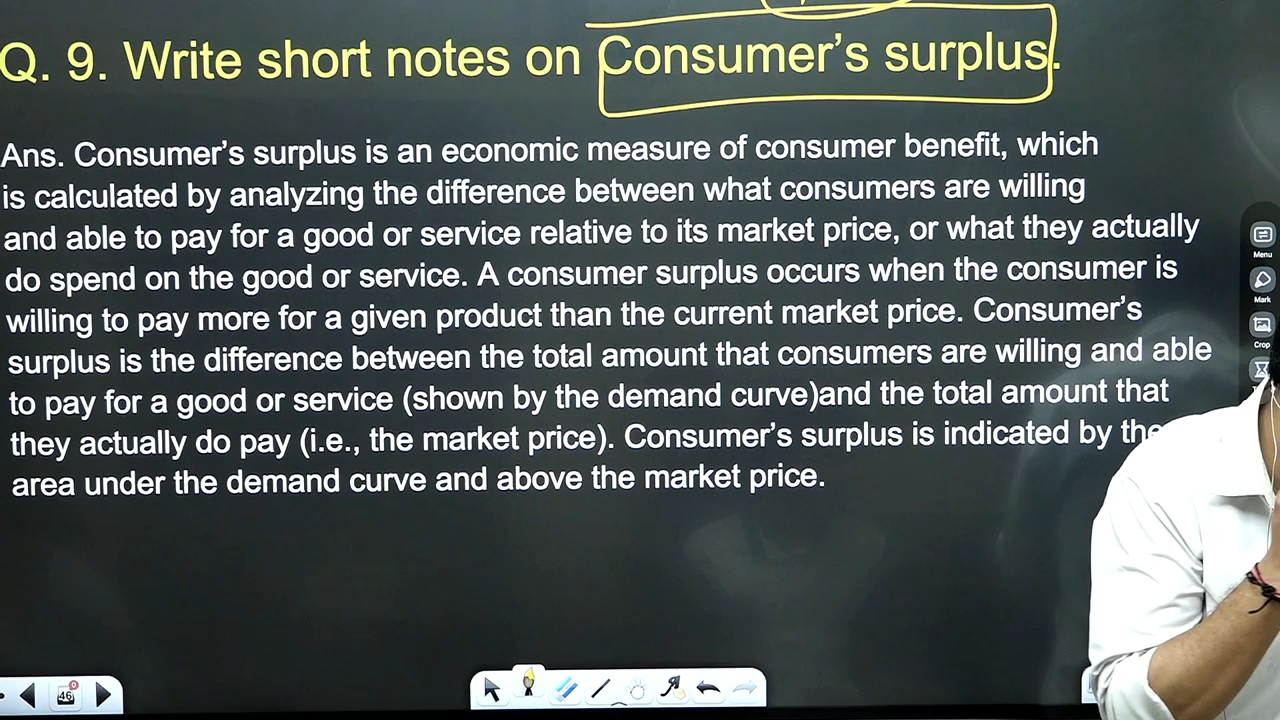 Q. 9. Write short notes on Consumer's surplus.
Ans. Consumer's surplus is an economic measure of consumer benefit, which
is calculated by analyzing the difference between what consumers are willing
and able to pay for a good or service relative to its market price, or what they actually
do spend on the good or service. A consumer surplus occurs when the consumer is
willing to pay more for a given product than the current market price. Consumer's
surplus is the difference between the total amount that consumers are willing and able
to pay for a good or service (shown by the demand curve)and the total amount that
they actually do pay (i.e., the market price). Consumer's surplus is indicated by the
area under the demand curve and above the market price.
Menu
Mark
Crop
46
0